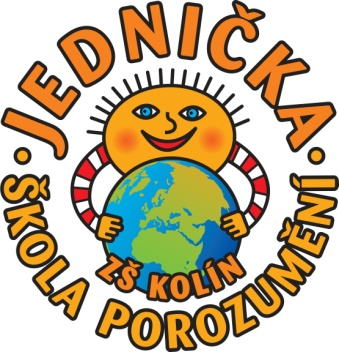 JEDNIČKA
ZŠ KOLÍN
ŠKOLA POROZUMĚNÍ